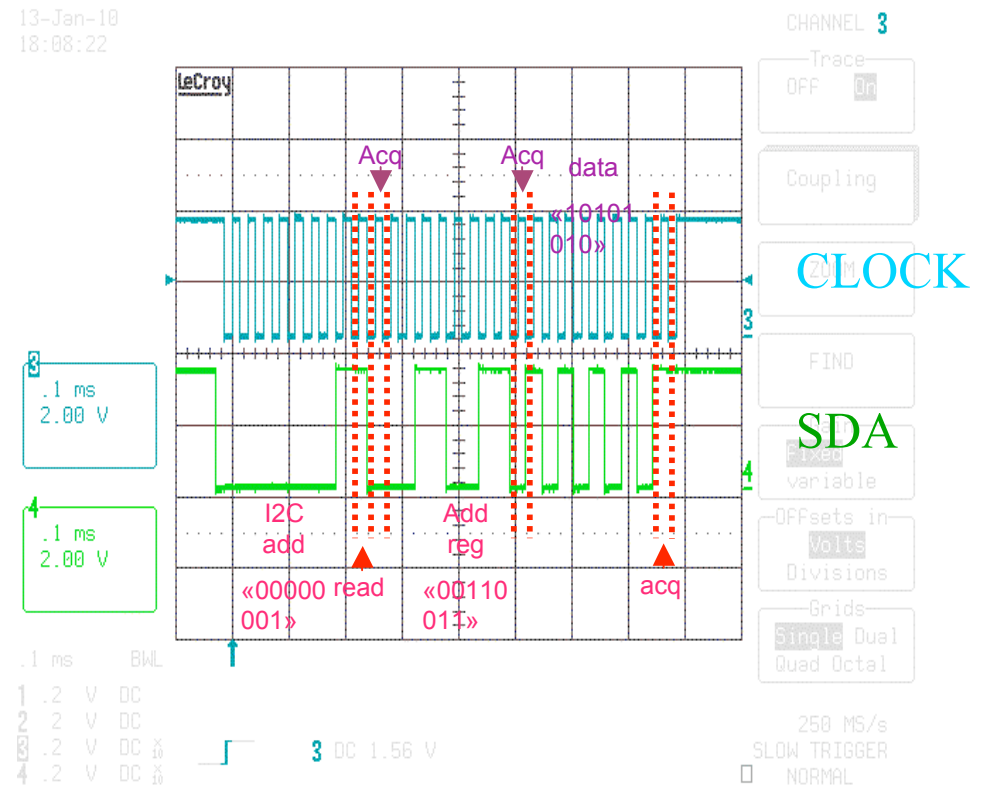 13-Jan-10
18:08:22
CHANNEL 3
LeCroy
Trace
OFF On
Coupling
ZOOM
FIND
Fixed
variable
Offsets in
Volts
Divisions
Grids
Single Dual
Quad Octal
Acq
Acq
data
«10101
010»
CLOCK
3
3
.1 ms
2.00 V
SDA
4
4
.1 ms
2.00 V
I2C
add
Add
reg
«00000
001»
read
«00110
011»
acq
.1 ms BWL
1 .2 V DC
2 .2 V DC
3 .2 V DC X 10
4 .2 V DC X 10
3 DC 1.56 V
250 MS/s
SLOW TRIGGER
NORMAL